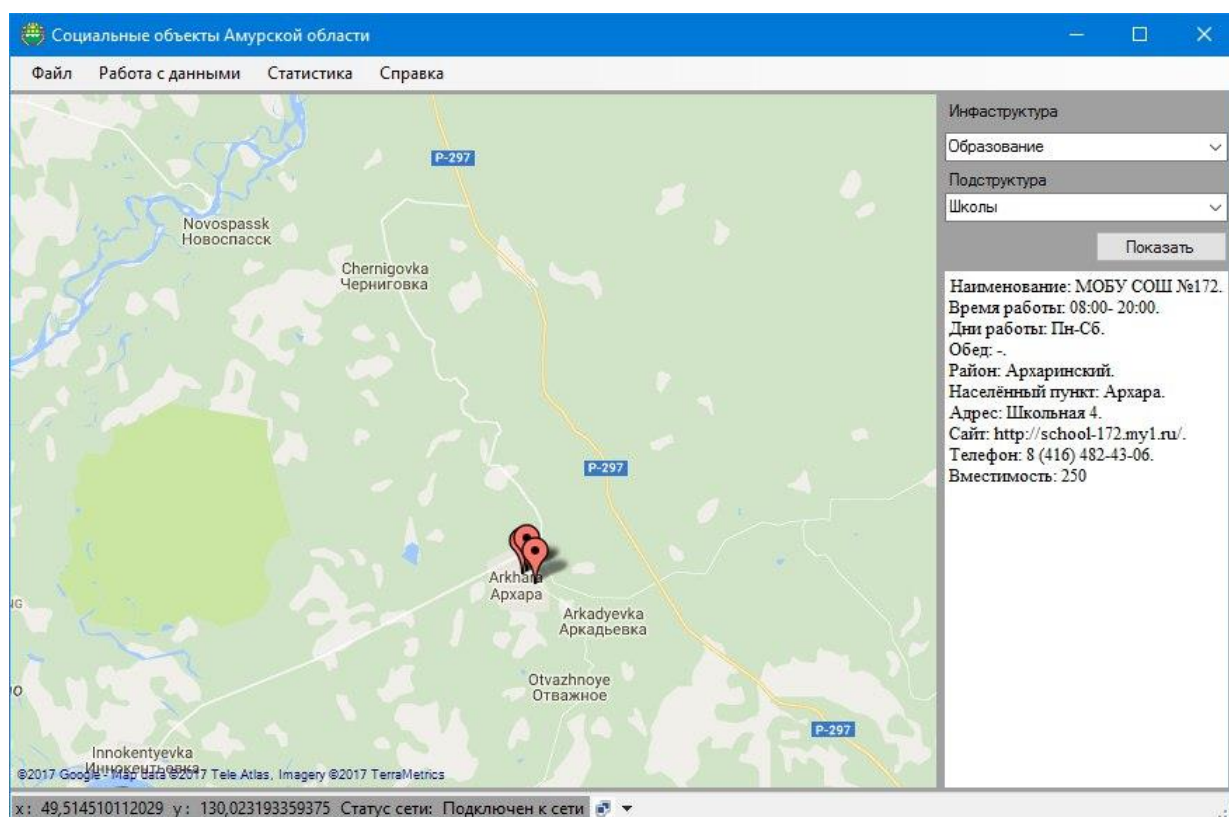 Социальные объекты Амурской области
Файл Работа с данными Статистика Справка
Инфаструктура
Образование
Подструктура
Школы
Показать
Наименование: МОБУ СОШ №172.
Время работы: 08:00- 20:00.
Дни работы: Пн-Сб.
Обед: -.
Район: Архаринский.
Населённый пункт: Архара.
Адрес: Школьная 4.
Сайт: http://school-172.my1.ru/.
Телефон: 8 (416) 482-43-06.
Вместимость: 250
P-297
Novospassk
Новоспасск
Chernigovka
Черниговка
P-297
Arkhara
Архара
Arkadyevka
Аркадьевка
Otvazhnoye
Отважное
P-297
Innokentyevka
Иннокентьевка
©2017 Google - Map data ©2017 Tele Atlas, Imagery ©2017 TerraMetrics
x: 49,514510112029 y: 130,023193359375 Статус сети: Подключен к сети